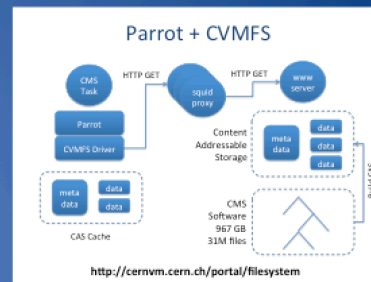 Parrot + CVMFS
CMS
Task
HTTP GET
squid
proxy
HTTP GET
www
server
Parrot
CVMFS Driver
Content
Addressable
Storage
meta
data
data
data
data
meta
data
data
data
CAS Cache
CMS
Software
967 GB
31M files
Build CAS
http://cernvm.cern.ch/portal/filesystem